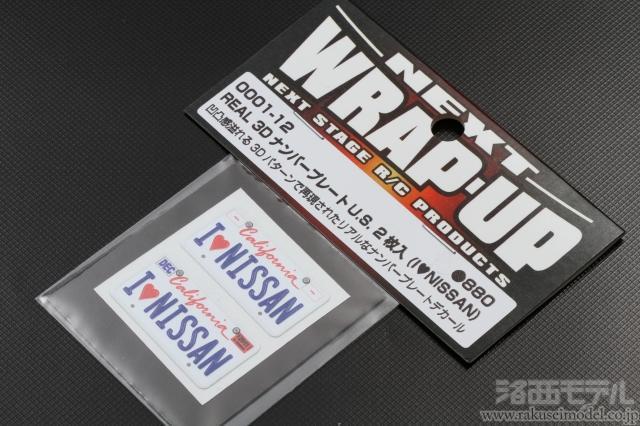 NEXT
WRAP-UP
NEXT STAGE R/C PRODUCTS
0001-12
REAL 3D ナンバープレート U.S. 2枚入 (I♥NISSAN)
●880
凹凸感溢れる 3Dパターンで再現されたリアルなナンバープレートデカール
California
I♥NISSAN
DEC
California
I♥NISSAN
洛西モデル
www.rakuseimodel.co.jp